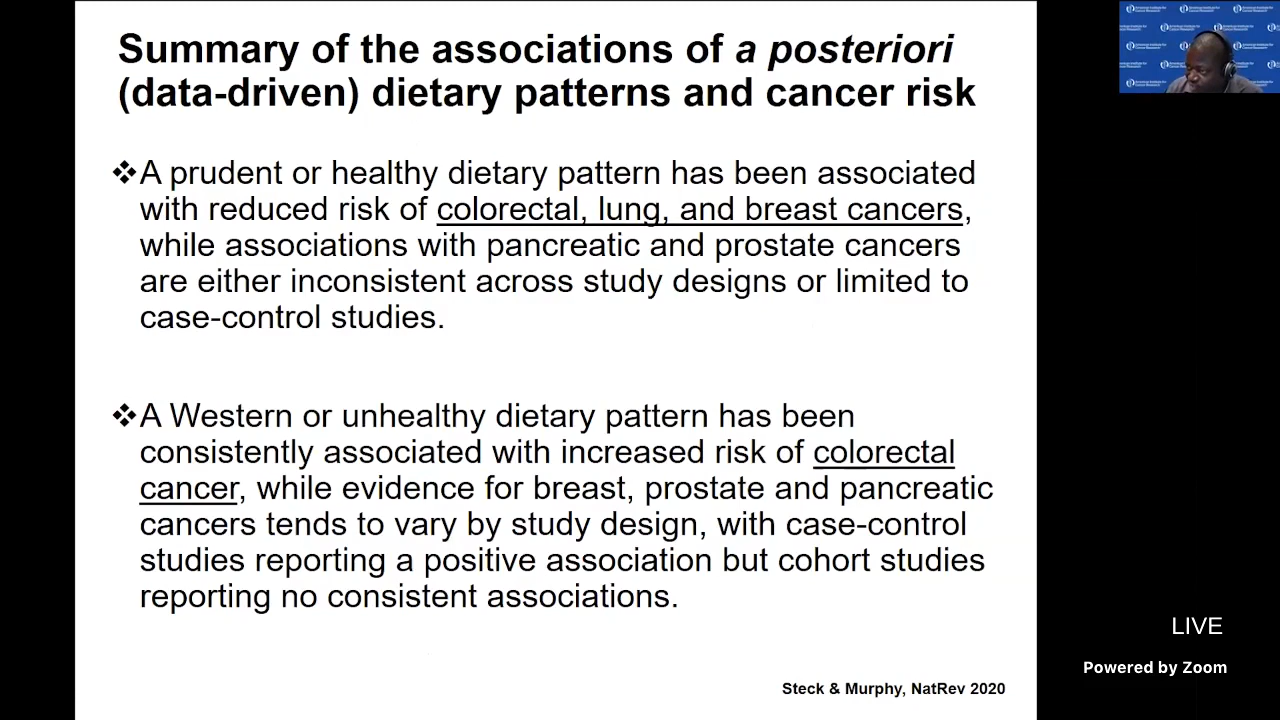 Summary of the associations of a posteriori
(data-driven) dietary patterns and cancer risk
❖A prudent or healthy dietary pattern has been associated
with reduced risk of colorectal, lung, and breast cancers,
while associations with pancreatic and prostate cancers
are either inconsistent across study designs or limited to
case-control studies.
❖A Western or unhealthy dietary pattern has been
consistently associated with increased risk of colorectal
cancer, while evidence for breast, prostate and pancreatic
cancers tends to vary by study design, with case-control
studies reporting a positive association but cohort studies
reporting no consistent associations.
Steck & Murphy, NatRev 2020
American Institute for
Cancer Research
LIVE
Powered by Zoom